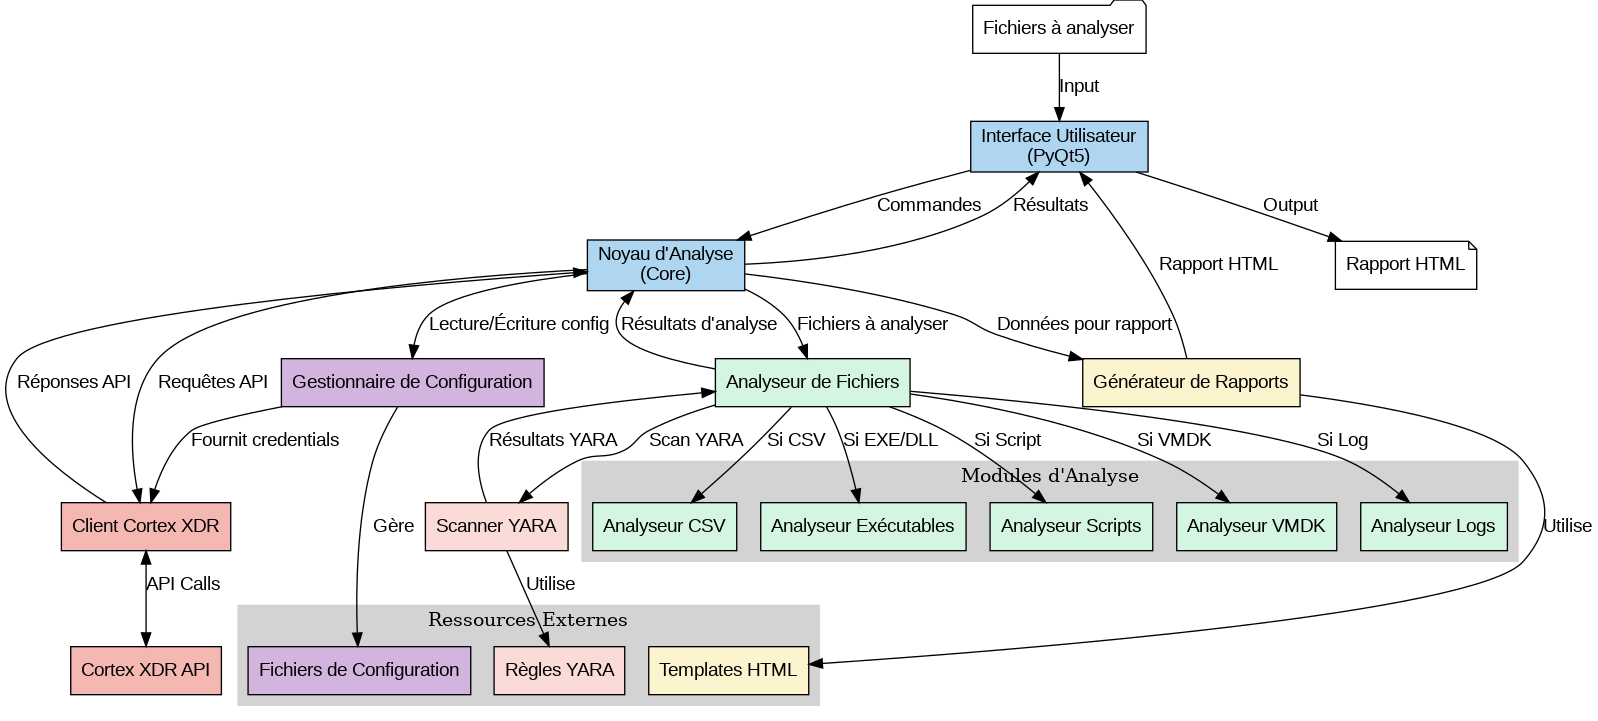 Fichiers à analyser
Input
Interface Utilisateur
(PyQt5)
Commandes
Résultats
Output
Noyau d'Analyse
(Core)
Rapport HTML
Rapport HTML
Lecture/Écriture config
Résultats d'analyse
Fichiers à analyser
Données pour rapport
Réponses API
Requêtes API
Gestionnaire de Configuration
Analyseur de Fichiers
Générateur de Rapports
Fournit credentials
Résultats YARA
Scan YARA
Si CSV
Si EXE/DLL
Si Script
Si VMDK
Si Log
Modules d'Analyse
Client Cortex XDR
Gère
Scanner YARA
Analyseur CSV
Analyseur Exécutables
Analyseur Scripts
Analyseur VMDK
Analyseur Logs
Utilise
API Calls
Utilise
Ressources Externes
Cortex XDR API
Fichiers de Configuration
Règles YARA
Templates HTML